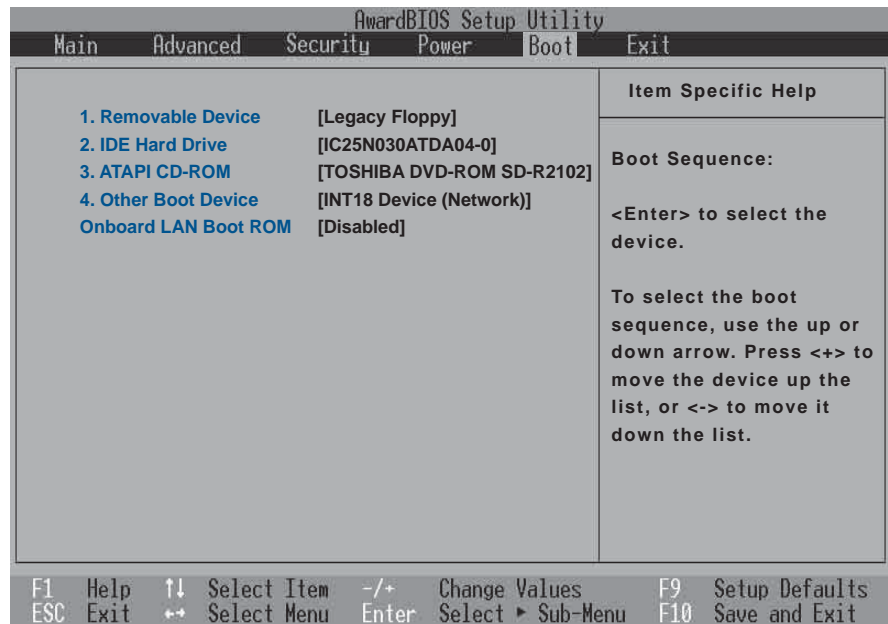 AwardBIOS Setup Utility
Main Advanced Security Power Boot Exit
1. Removable Device [Legacy Floppy]
2. IDE Hard Drive [IC25N030ATDA04-0]
3. ATAPI CD-ROM [TOSHIBA DVD-ROM SD-R2102]
4. Other Boot Device [INT18 Device (Network)]
Onboard LAN Boot ROM [Disabled]
Item Specific Help
Boot Sequence:
<Enter> to select the
device.
To select the boot
sequence, use the up or
down arrow. Press <+> to
move the device up the
list, or <-> to move it
down the list.
F1 Help ↑↓ Select Item -/+ Change Values F9 Setup Defaults
ESC Exit ←→ Select Menu Enter Select ► Sub-Menu F10 Save and Exit